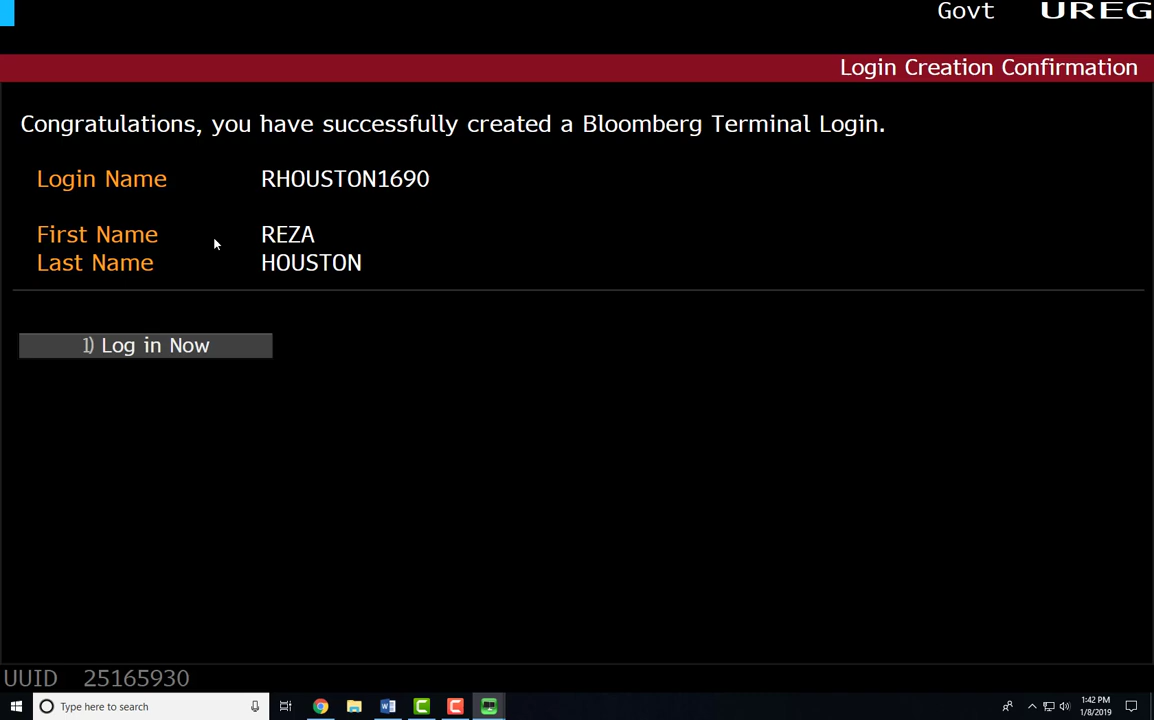 Govt UREG
Login Creation Confirmation
Congratulations, you have successfully created a Bloomberg Terminal Login.
Login Name RHOUSTON1690
First Name REZA
Last Name HOUSTON
1) Log in Now
UUID 25165930
Type here to search
1:42 PM
1/8/2019